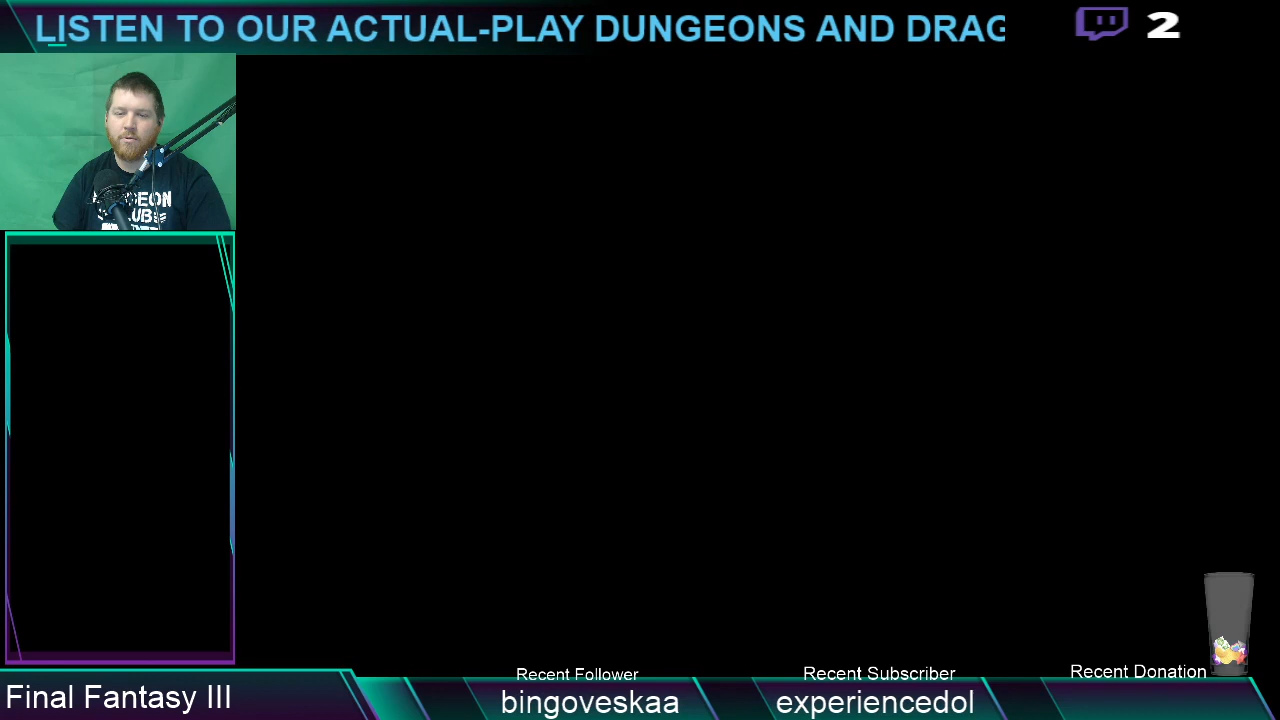 LISTEN TO OUR ACTUAL-PLAY DUNGEONS AND DRAG
2
Final Fantasy III
Recent Follower
bingoveskaa
Recent Subscriber
experiencedol
Recent Donation